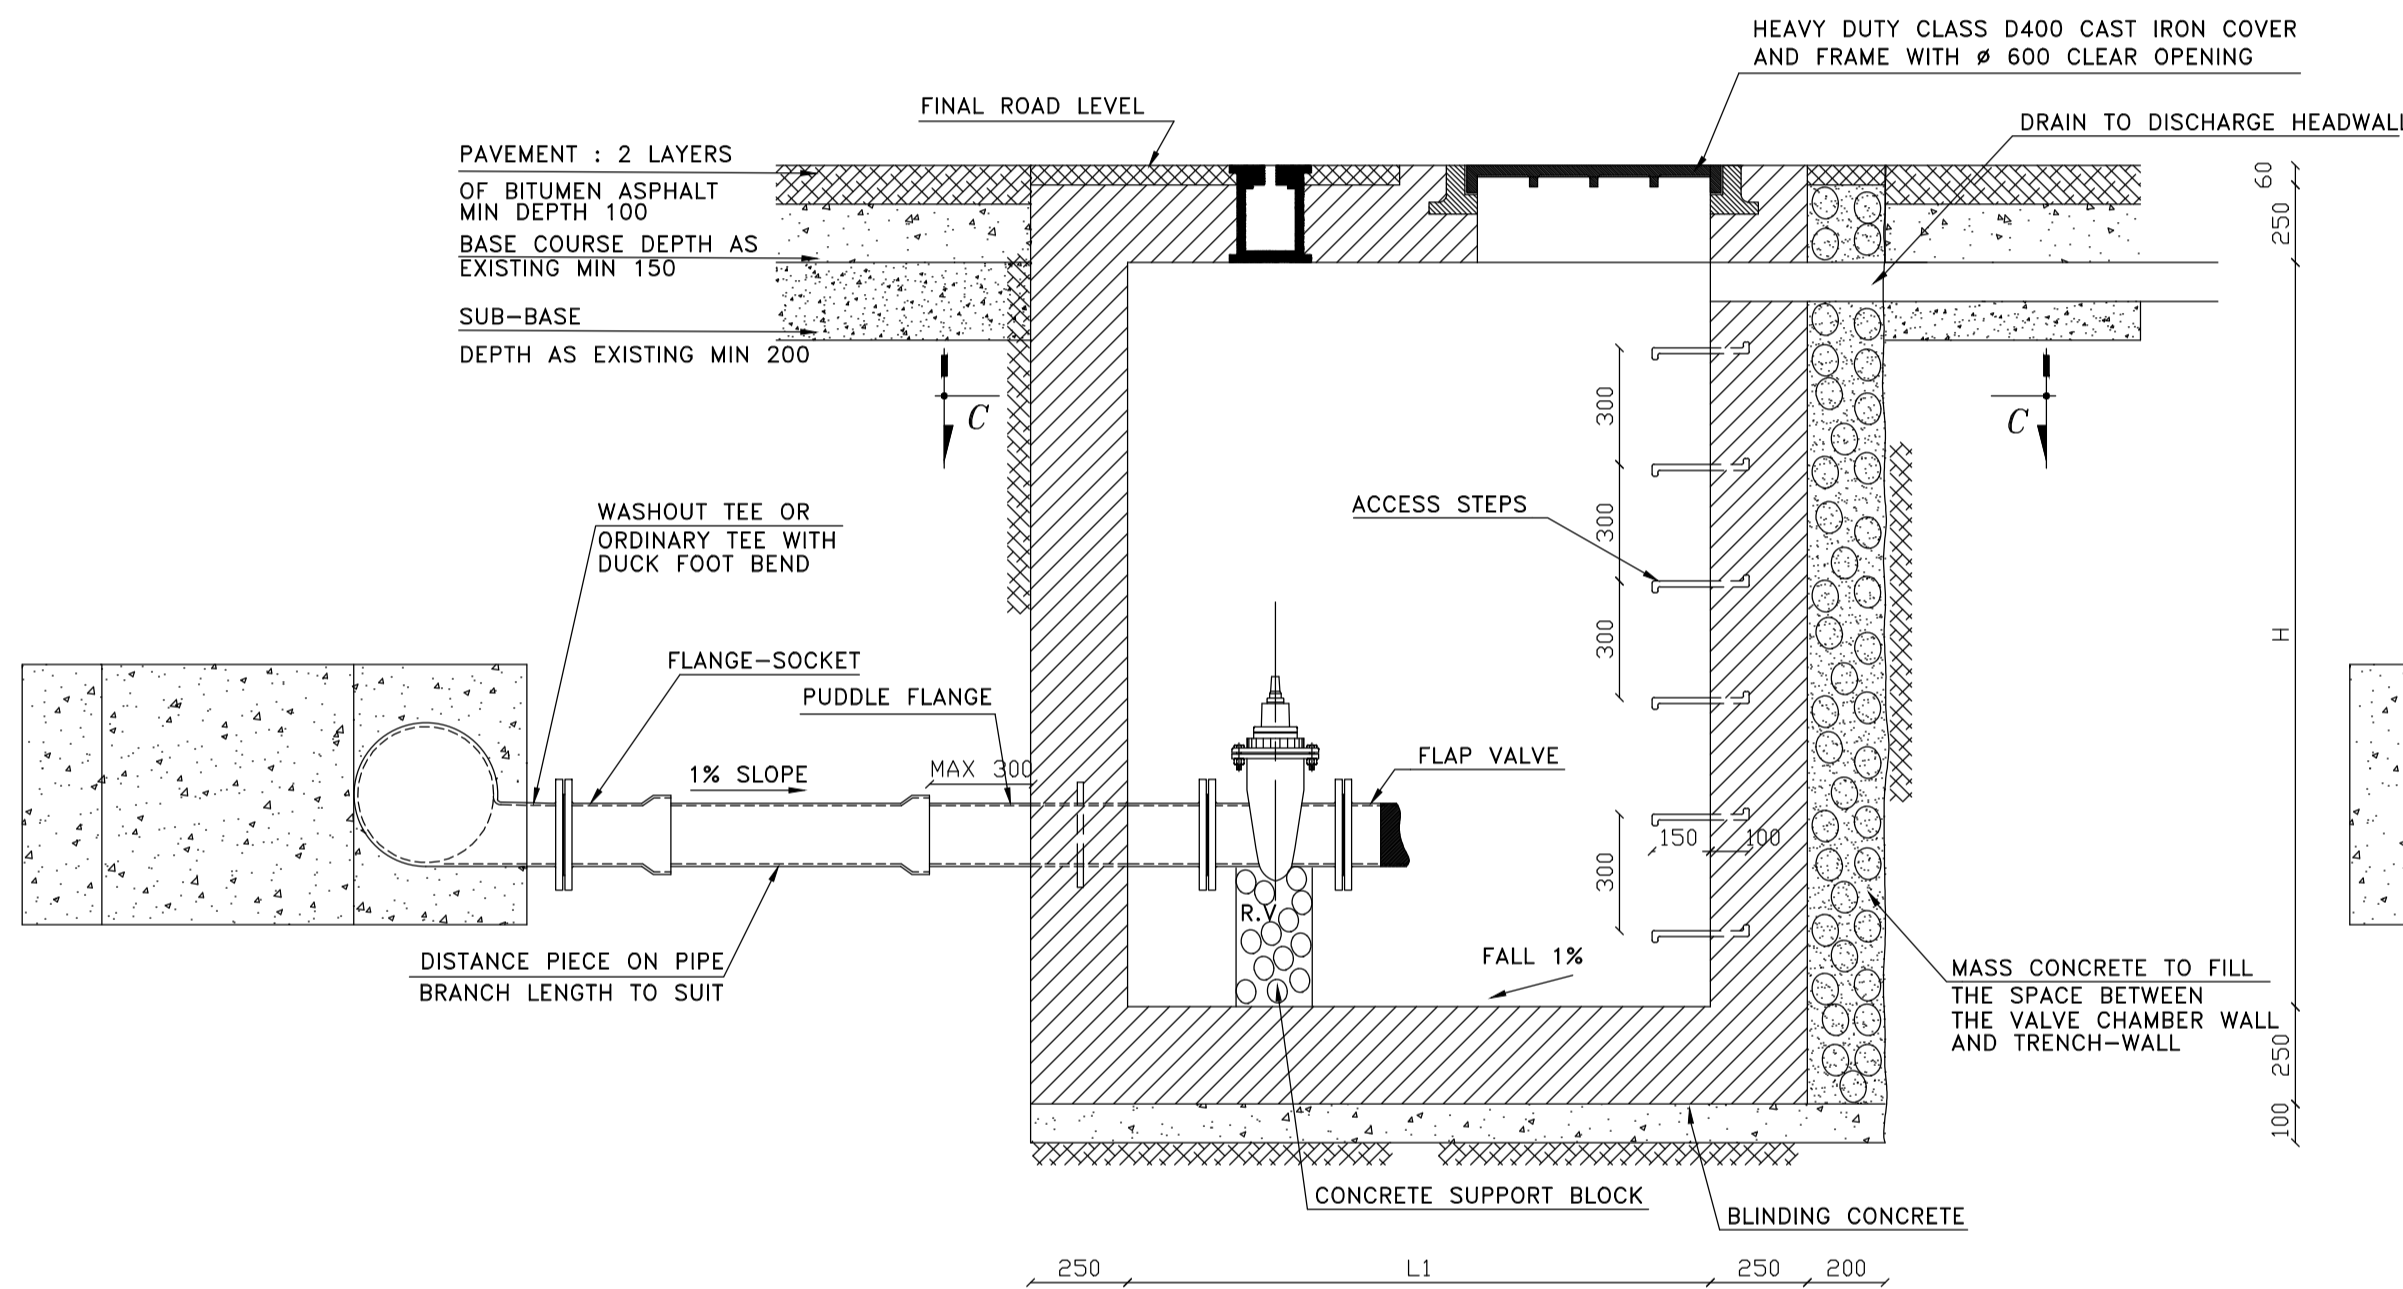 HEAVY DUTY CLASS D400 CAST IRON COVER
AND FRAME WITH ø 600 CLEAR OPENING
FINAL ROAD LEVEL
DRAIN TO DISCHARGE HEADWALL
PAVEMENT : 2 LAYERS
OF BITUMEN ASPHALT
MIN DEPTH 100
BASE COURSE DEPTH AS
EXISTING MIN 150
SUB-BASE
DEPTH AS EXISTING MIN 200
60
250
C
C
300
300
300
300
ACCESS STEPS
WASHOUT TEE OR
ORDINARY TEE WITH
DUCK FOOT BEND
H
FLANGE-SOCKET
PUDDLE FLANGE
1% SLOPE
MAX 300
FLAP VALVE
150
100
R.V
FALL 1%
DISTANCE PIECE ON PIPE
BRANCH LENGTH TO SUIT
MASS CONCRETE TO FILL
THE SPACE BETWEEN
THE VALVE CHAMBER WALL
AND TRENCH-WALL
250
100
CONCRETE SUPPORT BLOCK
BLINDING CONCRETE
250
L1
250
200